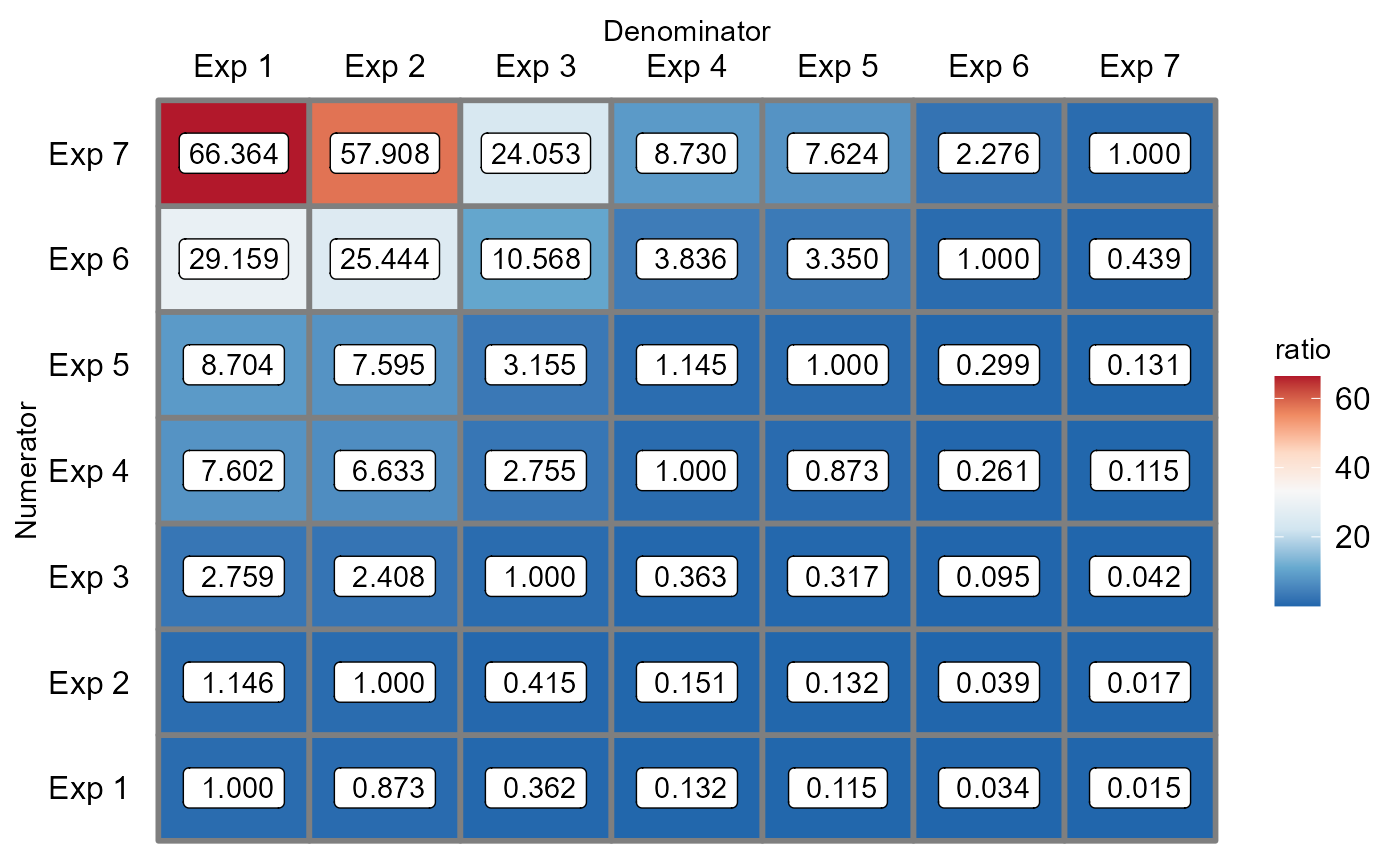 Denominator
Exp 1 Exp 2 Exp 3 Exp 4 Exp 5 Exp 6 Exp 7
Exp 7 66.364 57.908 24.053 8.730 7.624 2.276 1.000
Exp 6 29.159 25.444 10.568 3.836 3.350 1.000 0.439
Exp 5 8.704 7.595 3.155 1.145 1.000 0.299 0.131
Exp 4 7.602 6.633 2.755 1.000 0.873 0.261 0.115
Exp 3 2.759 2.408 1.000 0.363 0.317 0.095 0.042
Exp 2 1.146 1.000 0.415 0.151 0.132 0.039 0.017
Exp 1 1.000 0.873 0.362 0.132 0.115 0.034 0.015
Numerator
ratio
60
40
20